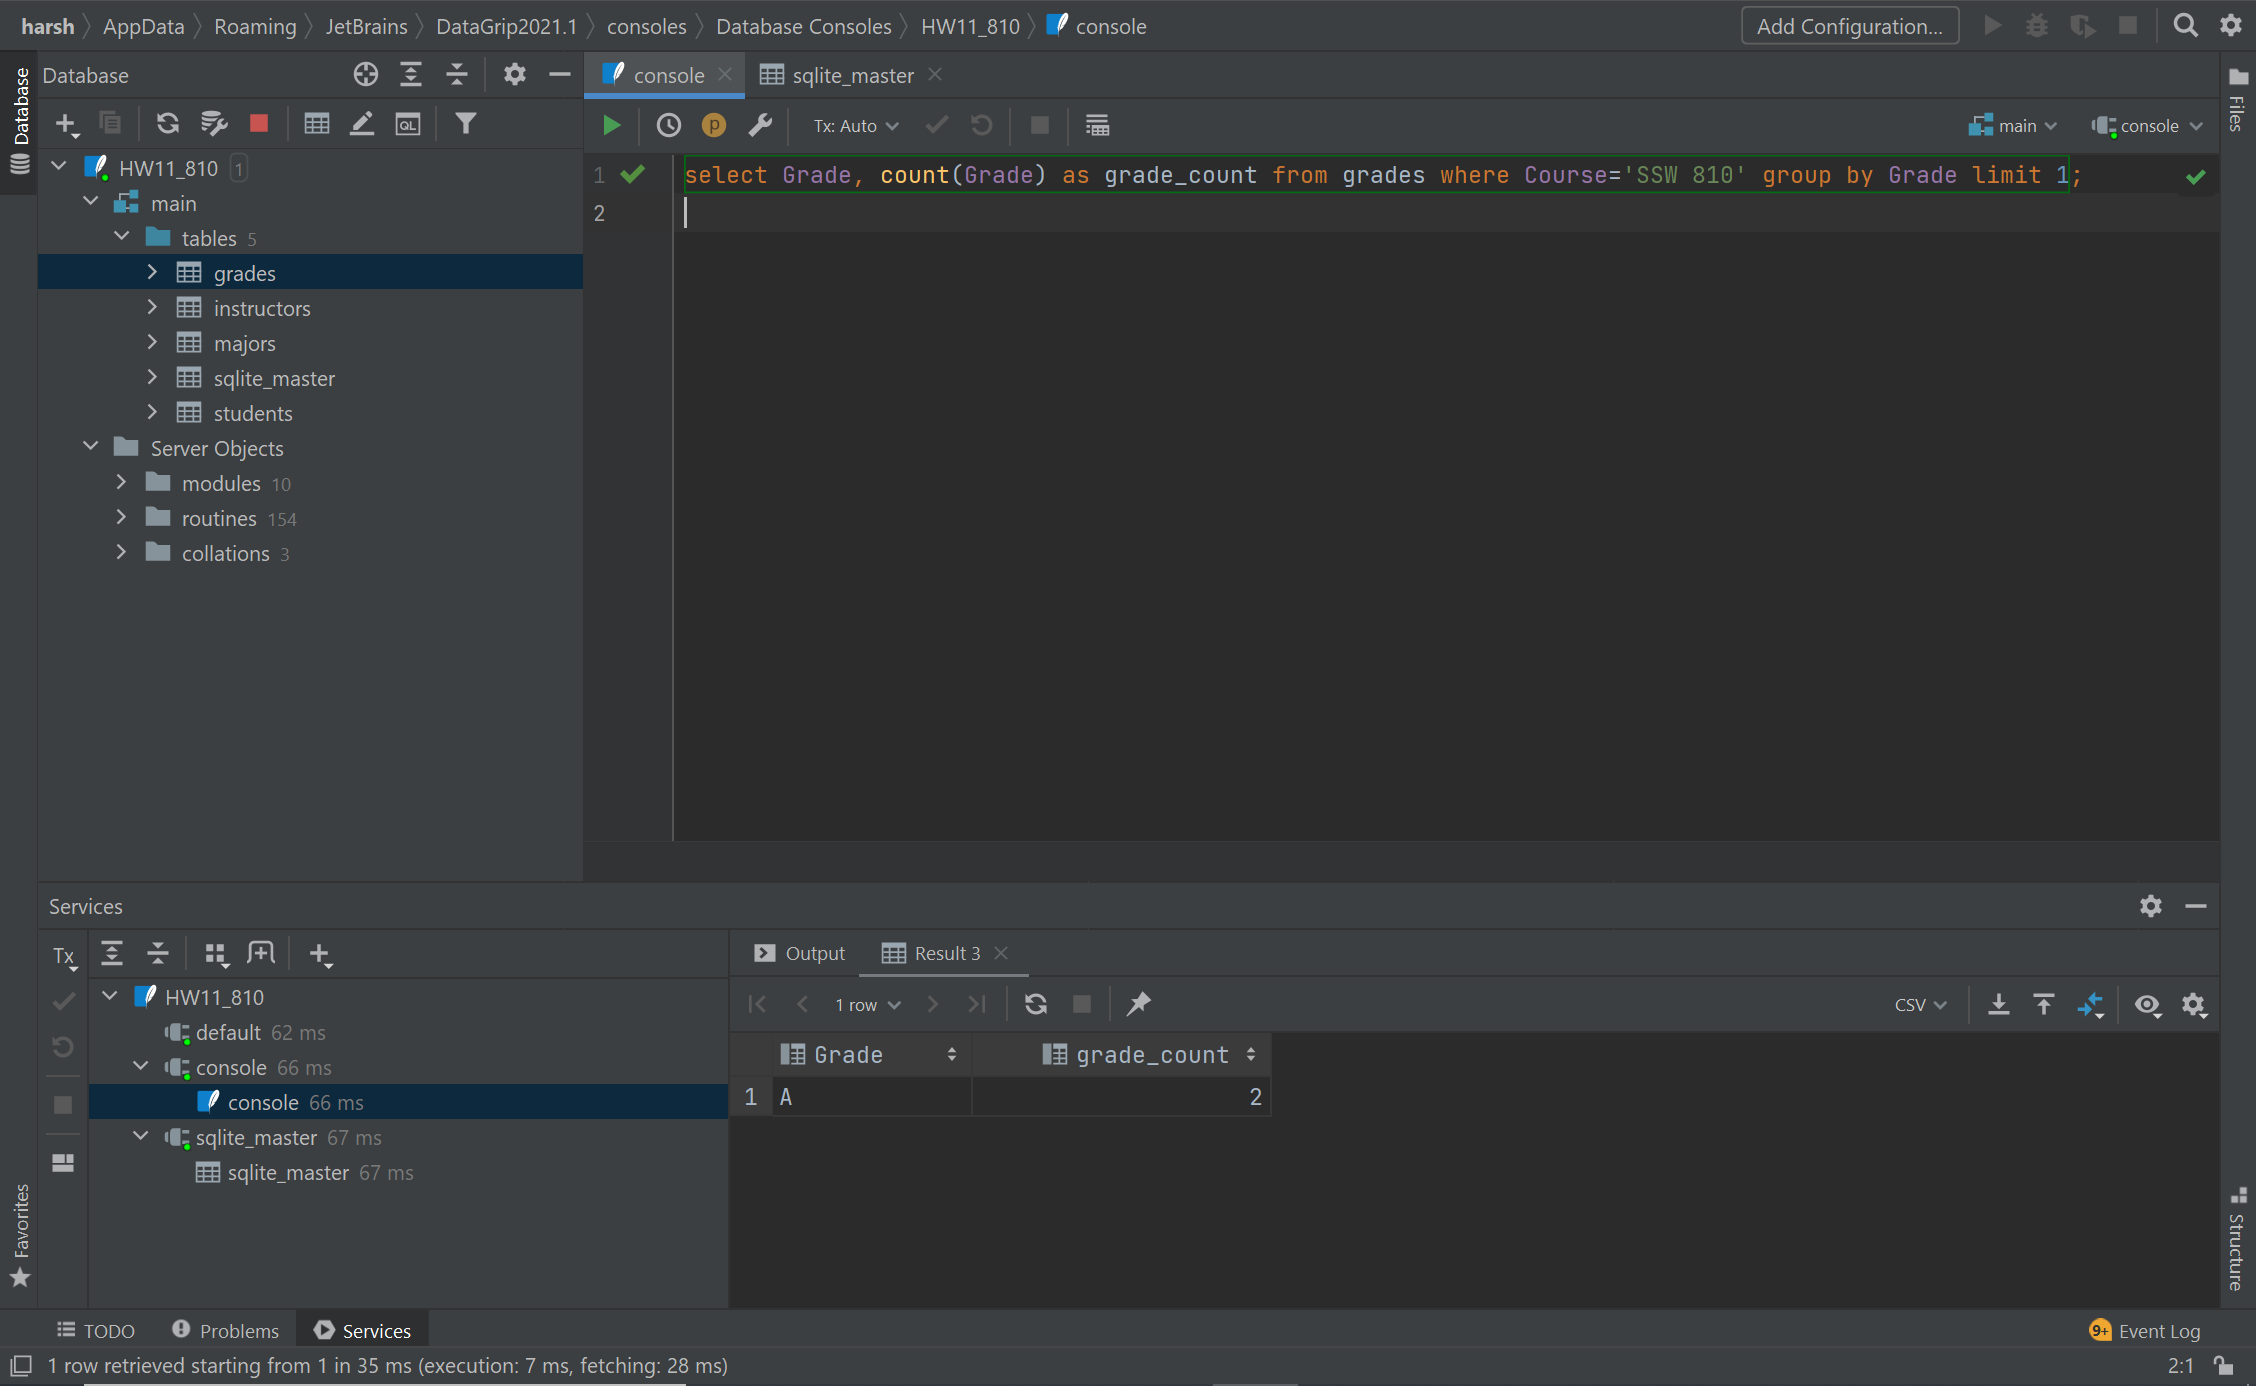 harsh AppData Roaming JetBrains DataGrip2021.1 consoles Database Consoles HW11_810 console Add Configuration...
Database
Database
console
sqlite_master
Files
Tx: Auto
main
console
HW11_810 1
main
tables 5
grades
instructors
majors
sqlite_master
students
Server Objects
modules 10
routines 154
collations 3
1 select Grade, count(Grade) as grade_count from grades where Course='SSW 810' group by Grade limit 1;
2
Services
Tx
HW11_810
default 62 ms
console 66 ms
console 66 ms
sqlite_master 67 ms
sqlite_master 67 ms
Output
Result 3
1 row
CSV
Grade grade_count
1 A 2
Favorites
Structure
TODO
Problems
Services
9+ Event Log
1 row retrieved starting from 1 in 35 ms (execution: 7 ms, fetching: 28 ms)
2:1